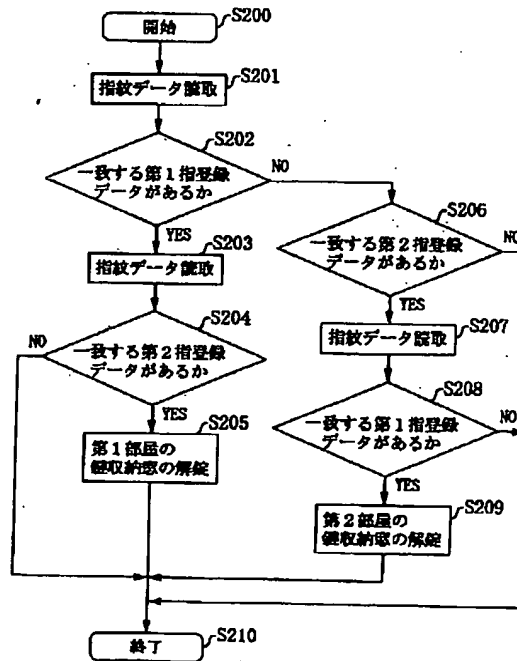 開始
S200
S201
指紋データ読取
S202
一致する第1指登録
データがあるか
NO
YES
S203
指紋データ読取
S204
NO
一致する第2指登録
データがあるか
YES
S205
第1部屋の
鍵収納窓の解錠
S206
一致する第2指登録
データがあるか
NO
YES
S207
指紋データ読取
S208
一致する第1指登録
データがあるか
NO
YES
S209
第2部屋の
鍵収納窓の解錠
終了
S210